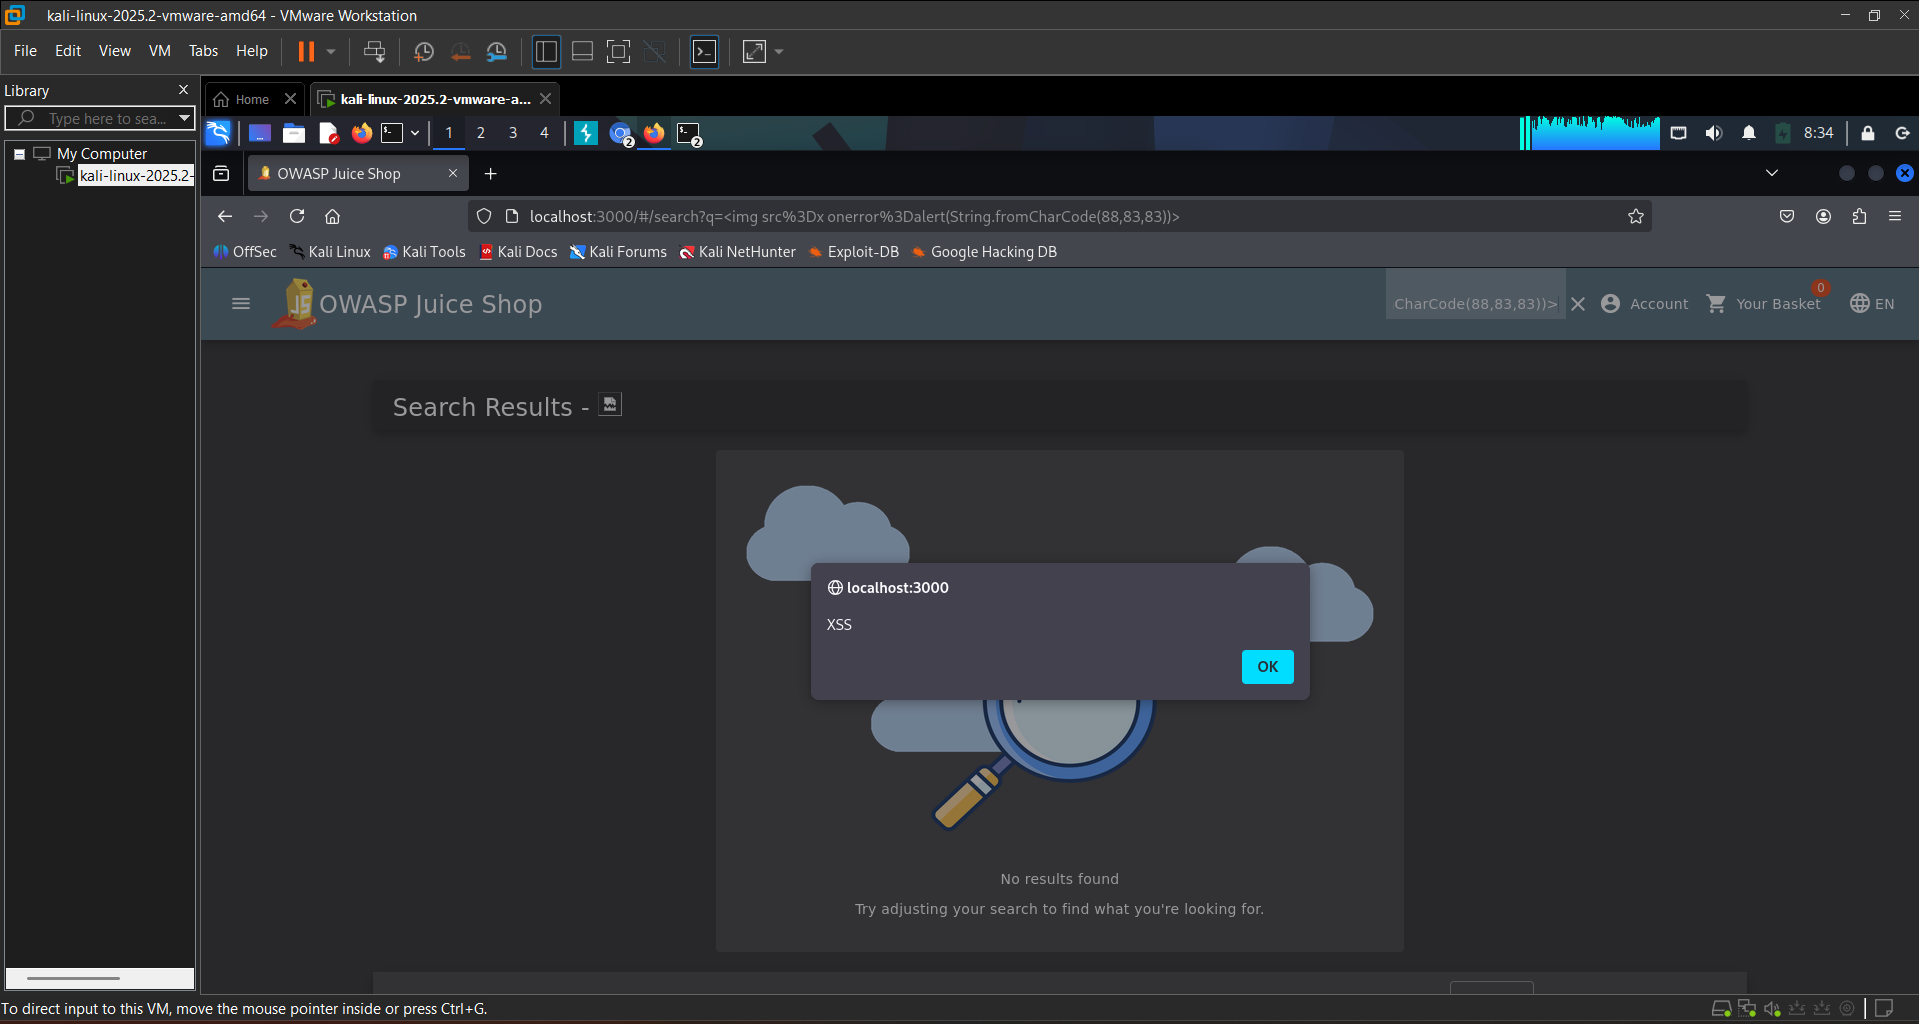 kali-linux-2025.2-vmware-amd64 - VMware Workstation
File Edit View VM Tabs Help
Library
Type here to sea...
My Computer
kali-linux-2025.2-
Home
kali-linux-2025.2-vmware-a...
1 2 3 4
2
2
8:34
OWASP Juice Shop
localhost:3000/#/search?q=<img src%3Dx onerror%3Dalert(String.fromCharCode(88,83,83))>
OffSec Kali Linux Kali Tools Kali Docs Kali Forums Kali NetHunter Exploit-DB Google Hacking DB
OWASP Juice Shop
CharCode(88,83,83))>
Account
Your Basket
0
EN
Search Results -
localhost:3000
XSS
OK
No results found
Try adjusting your search to find what you're looking for.
To direct input to this VM, move the mouse pointer inside or press Ctrl+G.